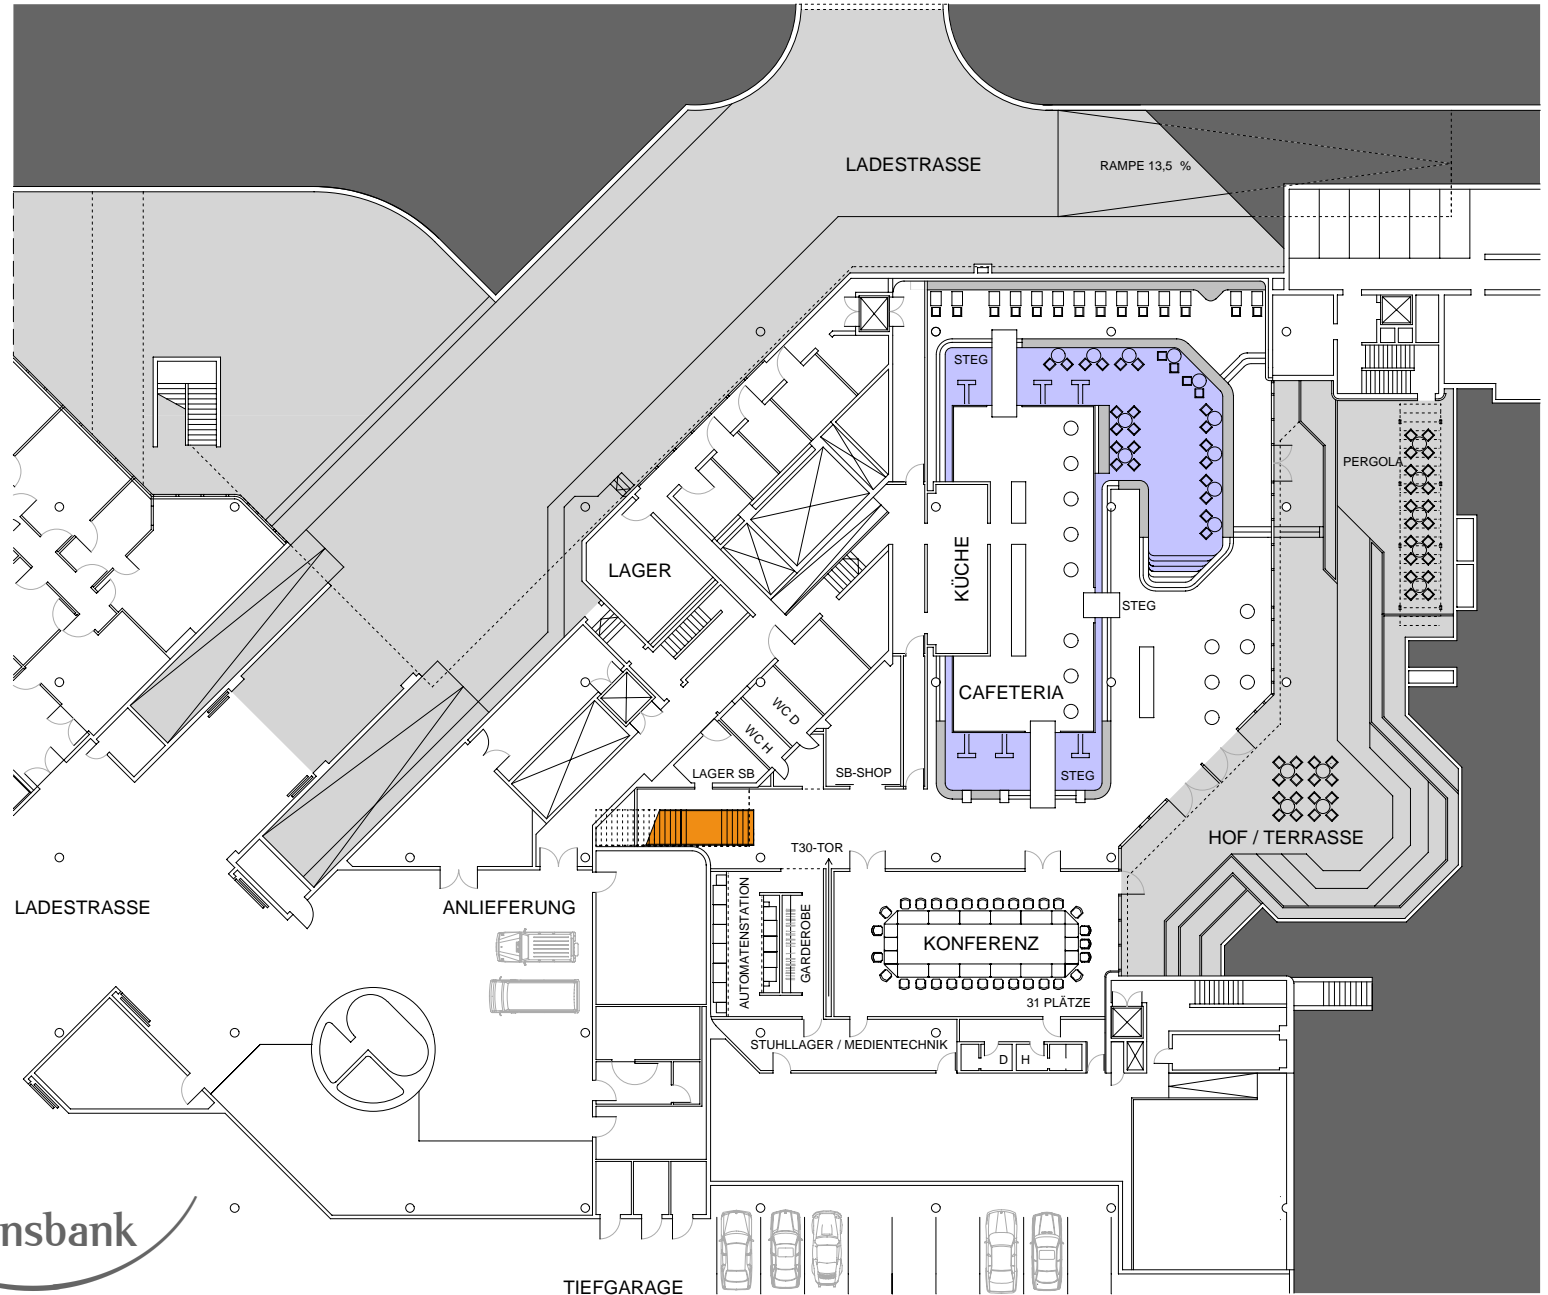 LADESTRASSE
RAMPE 13,5 %
STEG
PERGOLA
LAGER
KÜCHE
STEG
CAFETERIA
WC D
WC H
LAGER SB
SB-SHOP
STEG
T30-TOR
HOF / TERRASSE
LADESTRASSE
ANLIEFERUNG
AUTOMATENSTATION
GARDEROBE
KONFERENZ
31 PLÄTZE
STUHLLAGER / MEDIENTECHNIK
D
H
nsbank
TIEFGARAGE